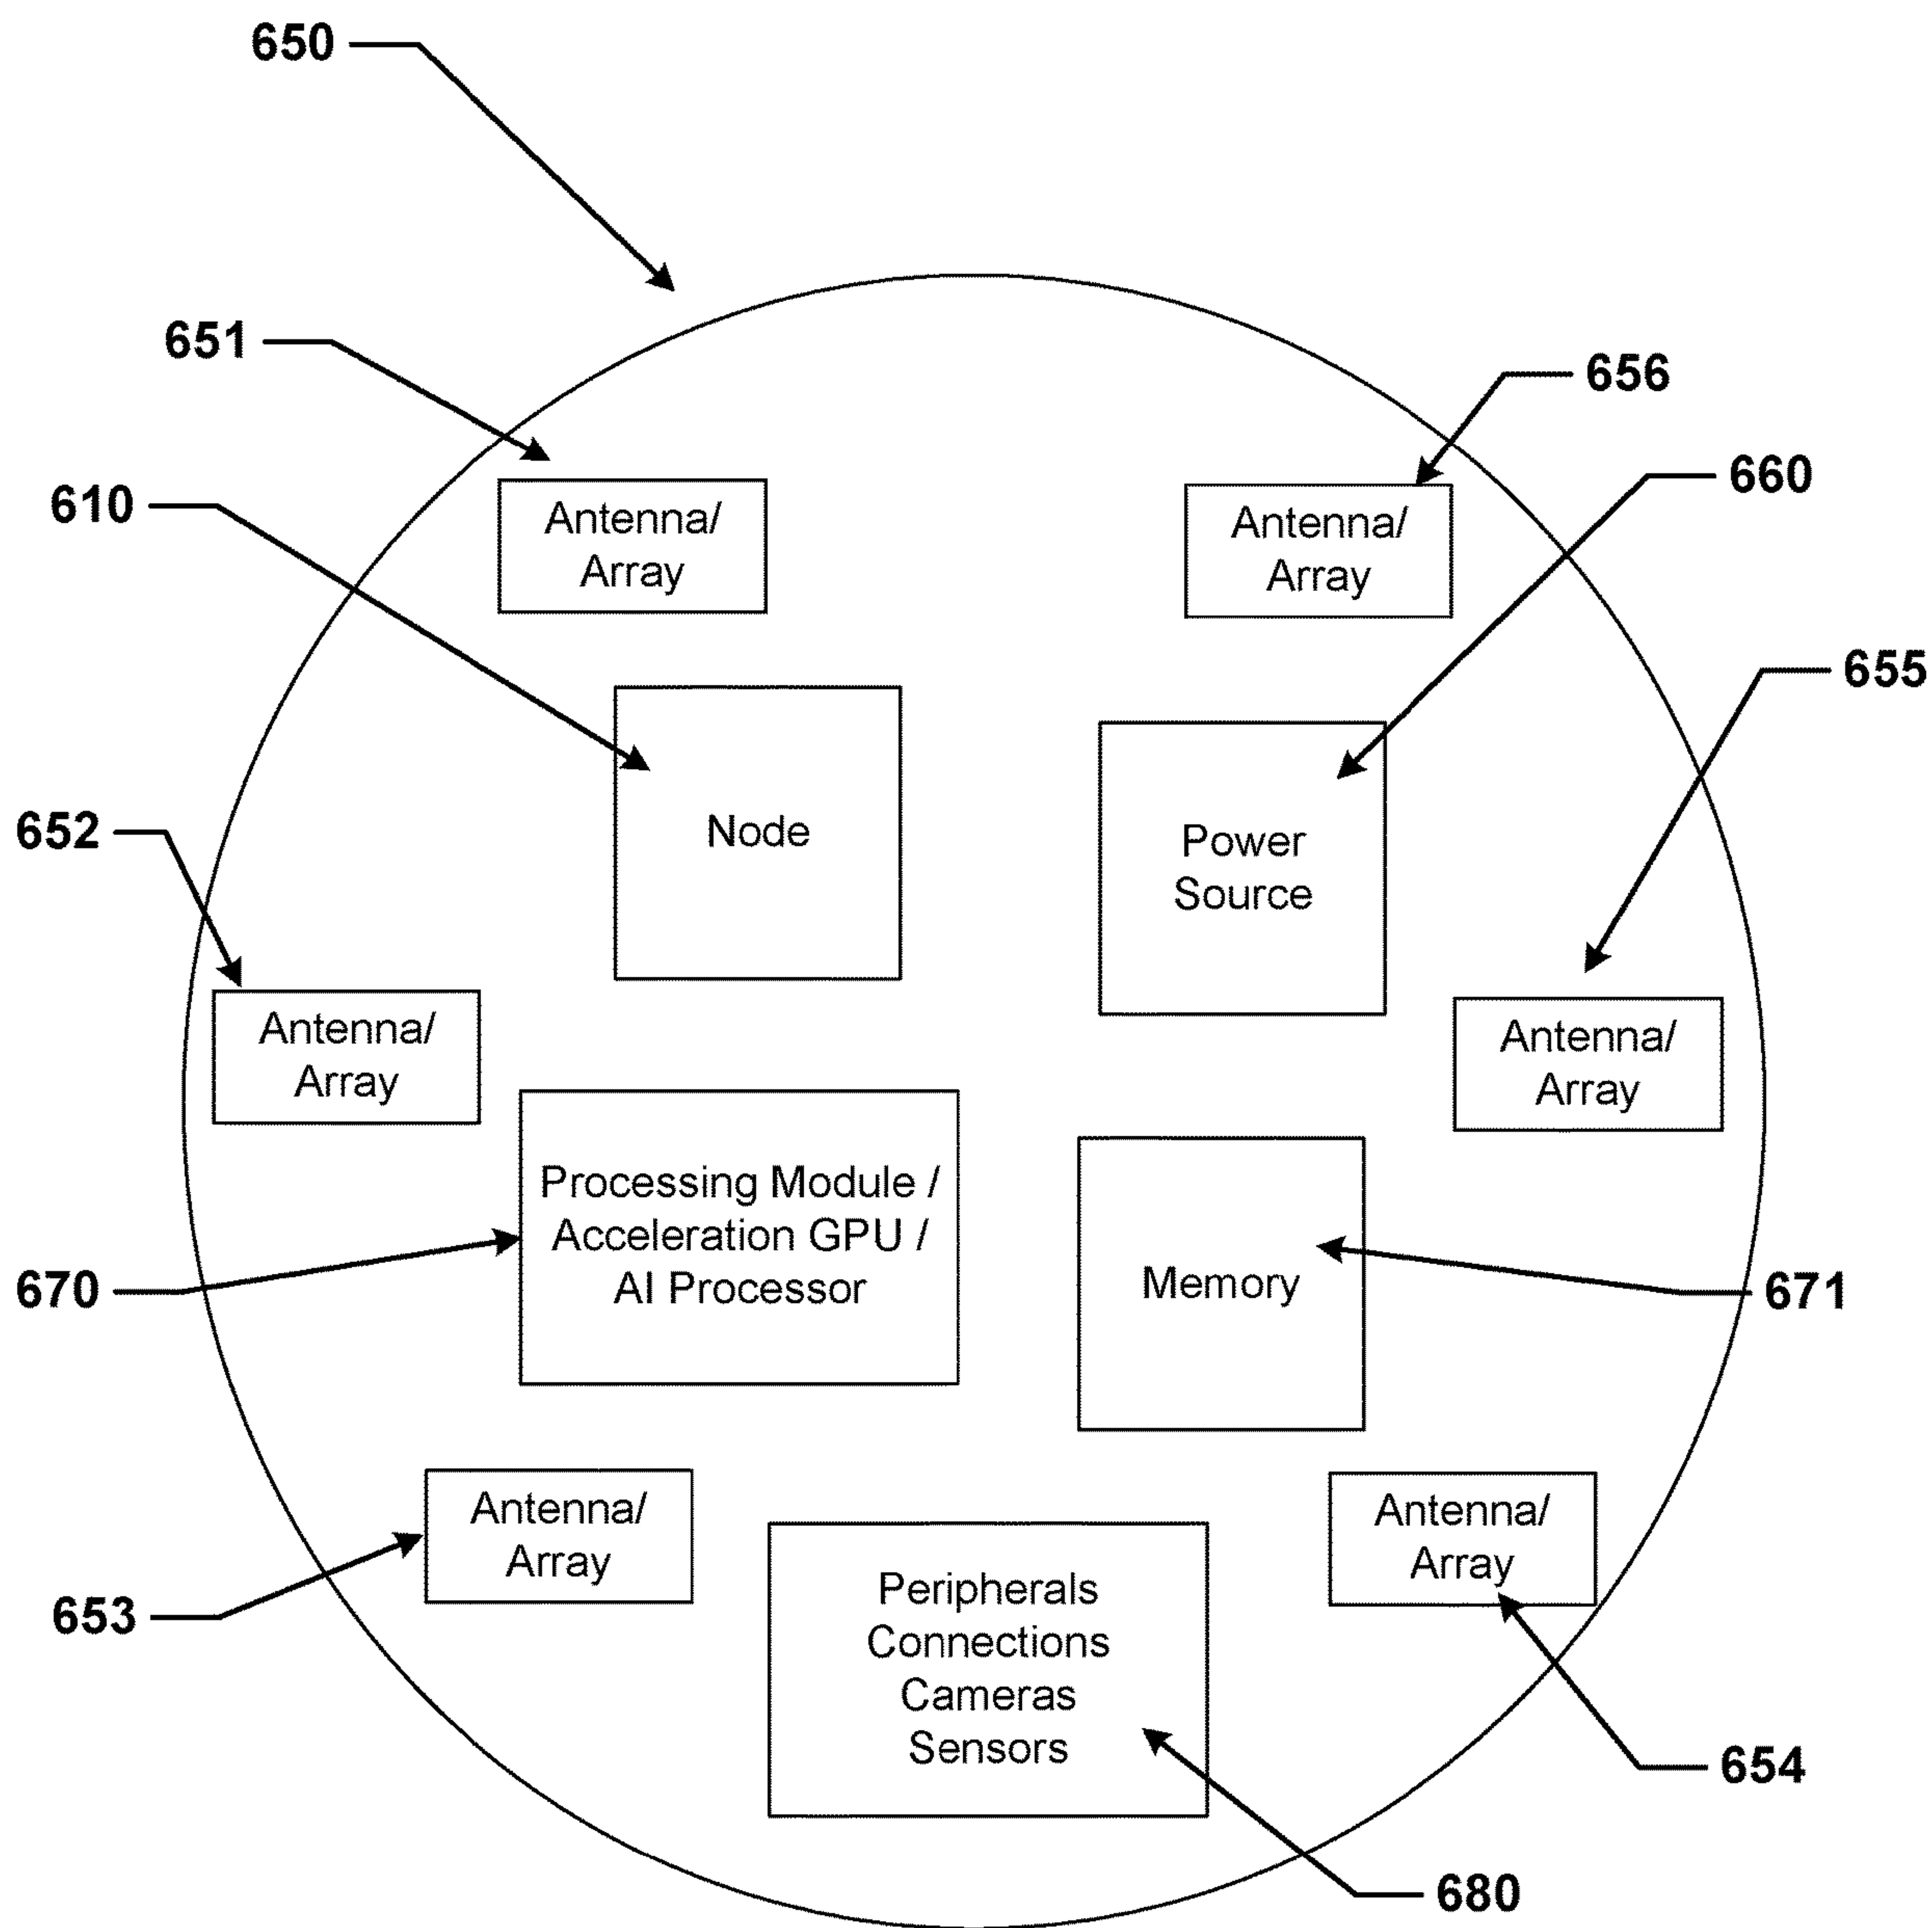 650
651
656
660
610
Antenna/
Array
Antenna/
Array
655
652
Node
Power
Source
Antenna/
Array
Antenna/
Array
Processing Module /
Acceleration GPU /
AI Processor
670
Memory
671
Antenna/
Array
Antenna/
Array
653
Peripherals
Connections
Cameras
Sensors
654
680